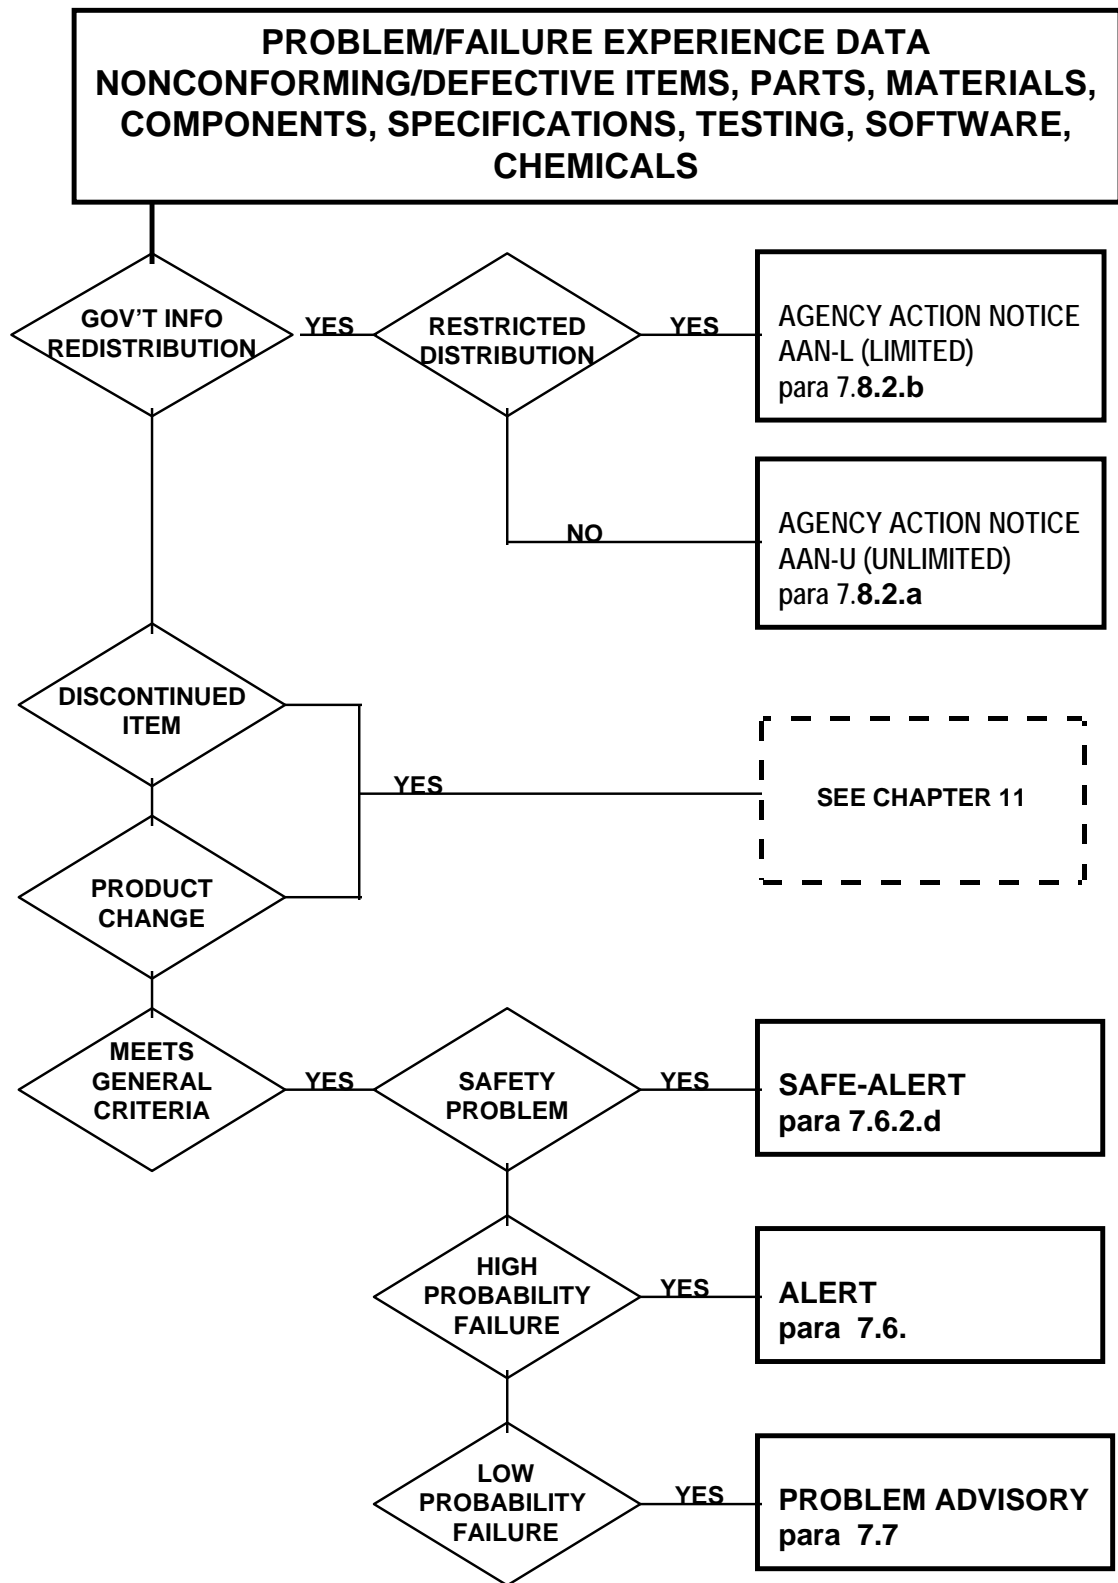 PROBLEM/FAILURE EXPERIENCE DATA
NONCONFORMING/DEFECTIVE ITEMS, PARTS, MATERIALS,
COMPONENTS, SPECIFICATIONS, TESTING, SOFTWARE,
CHEMICALS
GOV'T INFO
REDISTRIBUTION
YES
RESTRICTED
DISTRIBUTION
YES
AGENCY ACTION NOTICE
AAN-L (LIMITED)
para 7.8.2.b
NO
AGENCY ACTION NOTICE
AAN-U (UNLIMITED)
para 7.8.2.a
DISCONTINUED
ITEM
YES
SEE CHAPTER 11
PRODUCT
CHANGE
MEETS
GENERAL
CRITERIA
YES
SAFETY
PROBLEM
YES
SAFE-ALERT
para 7.6.2.d
HIGH
PROBABILITY
FAILURE
YES
ALERT
para 7.6.
LOW
PROBABILITY
FAILURE
YES
PROBLEM ADVISORY
para 7.7